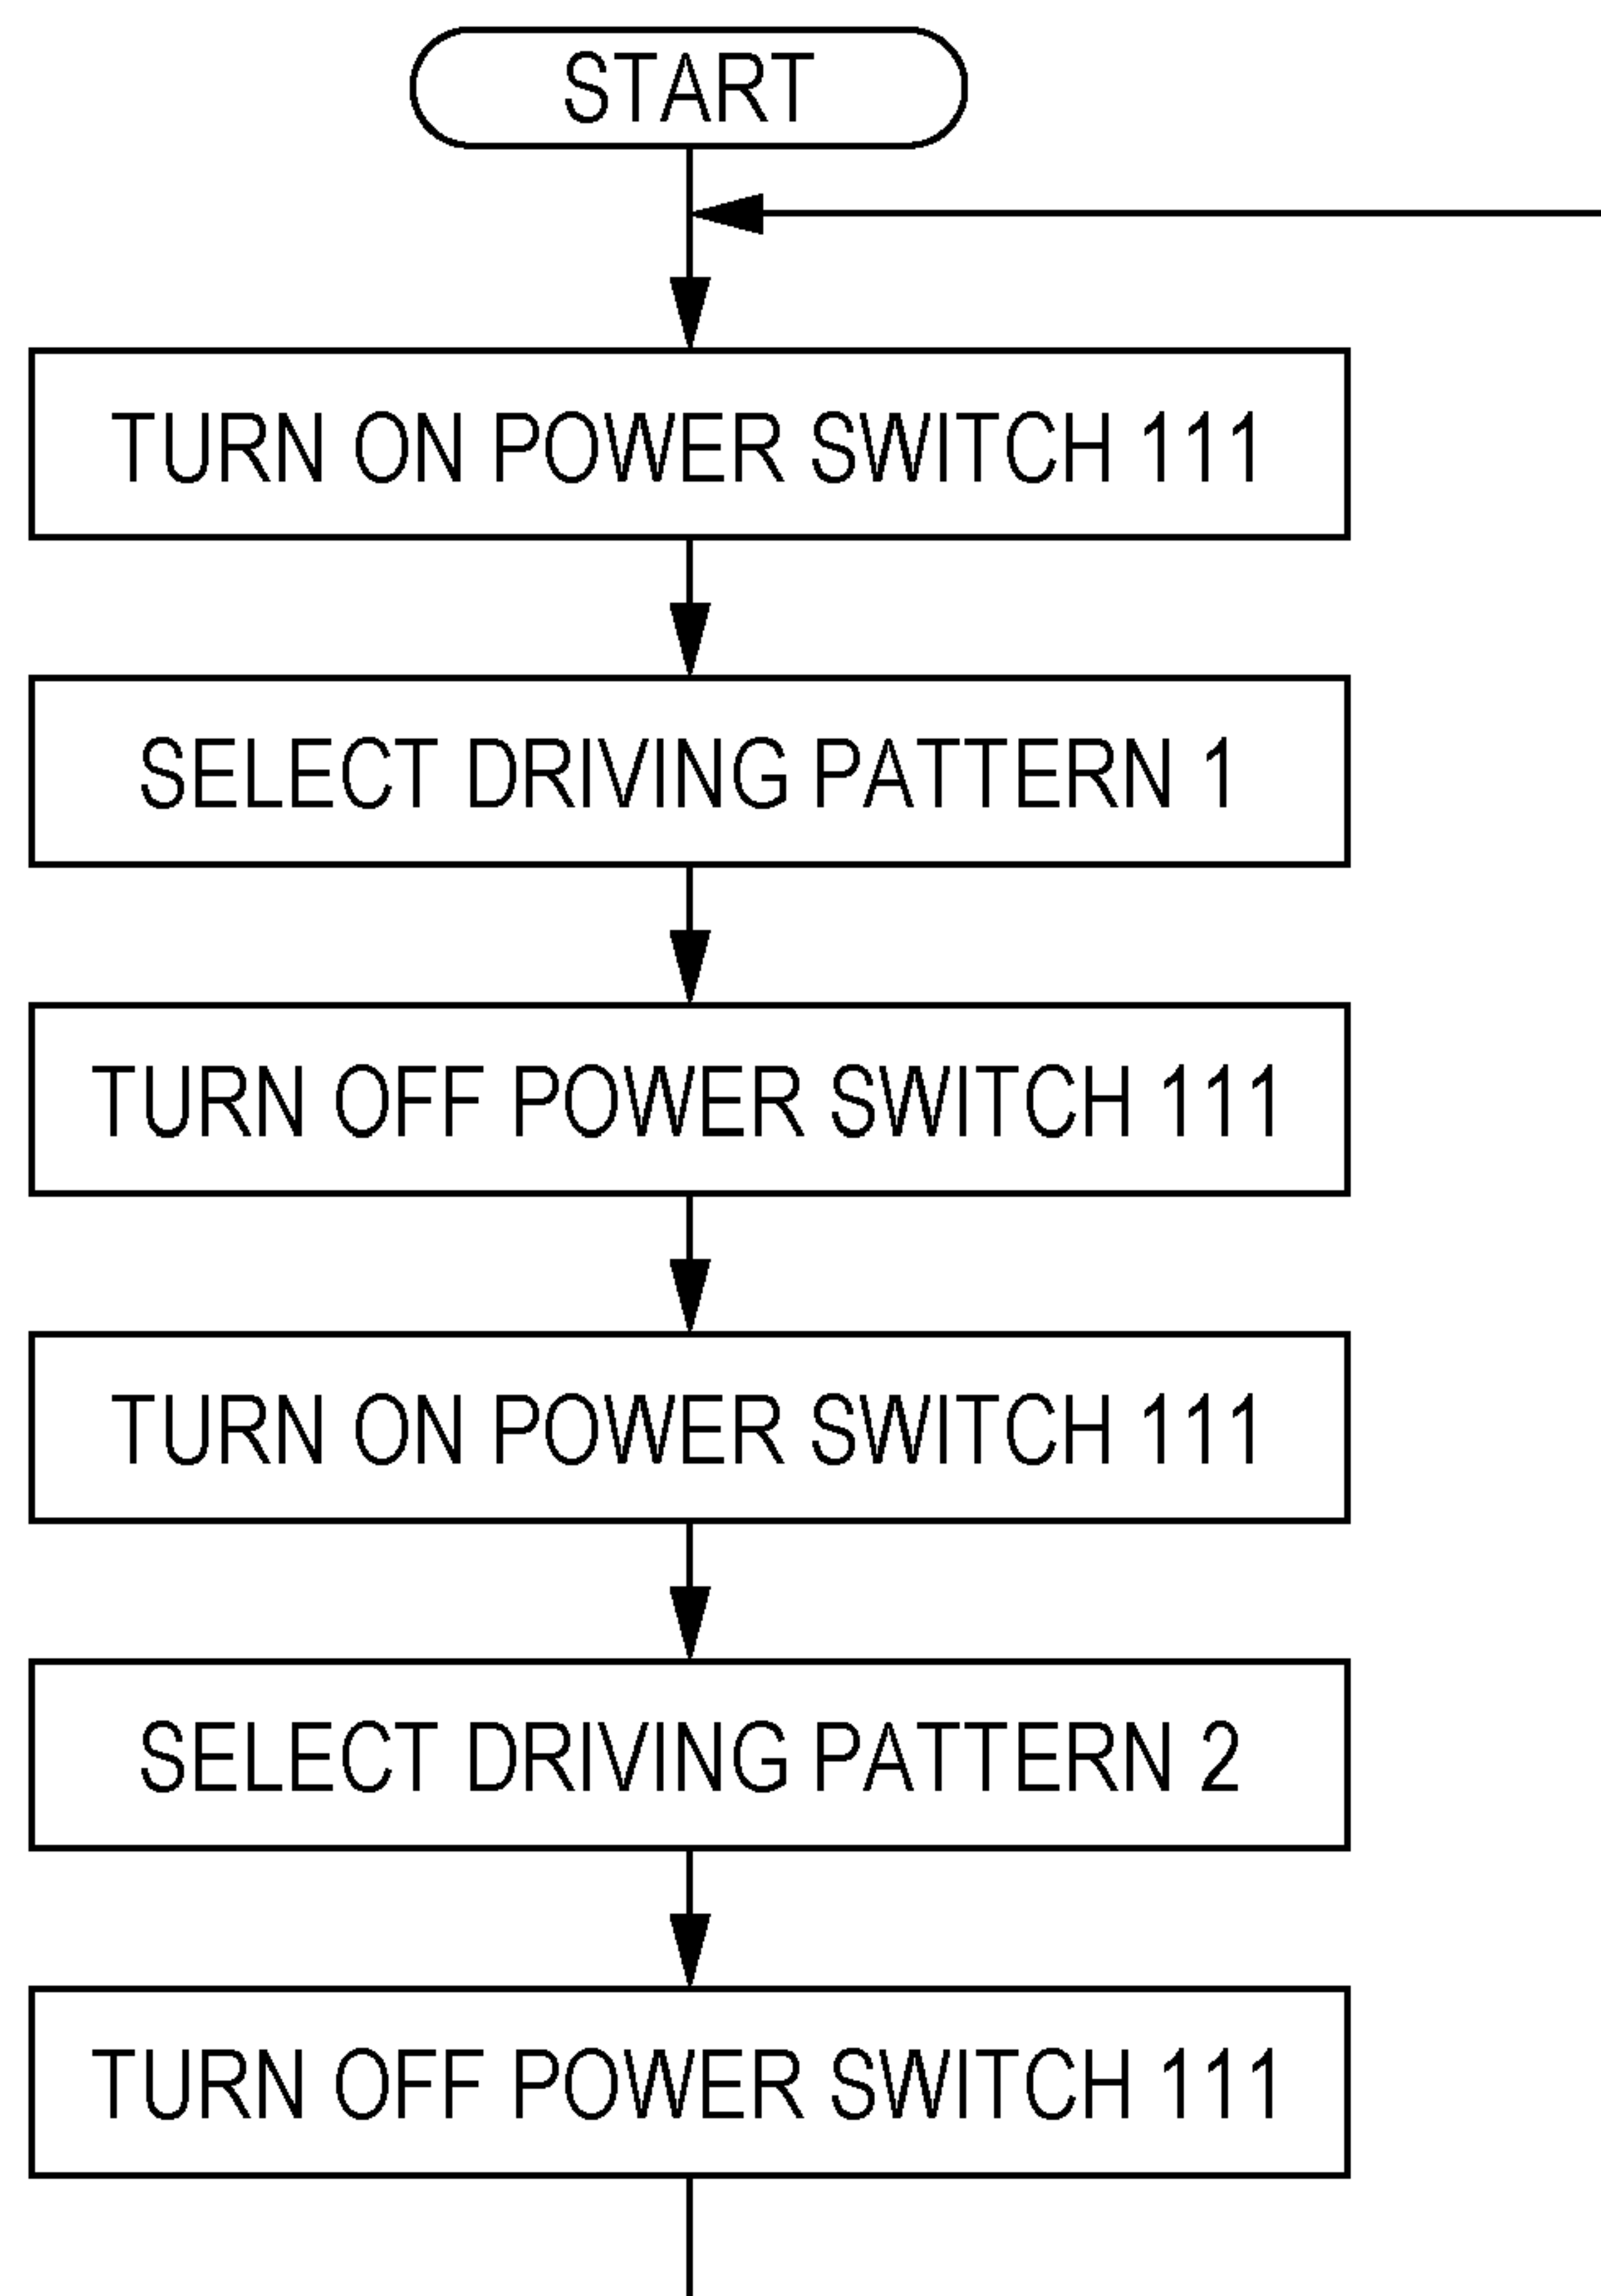 START
TURN ON POWER SWITCH 111
SELECT DRIVING PATTERN 1
TURN OFF POWER SWITCH 111
TURN ON POWER SWITCH 111
SELECT DRIVING PATTERN 2
TURN OFF POWER SWITCH 111